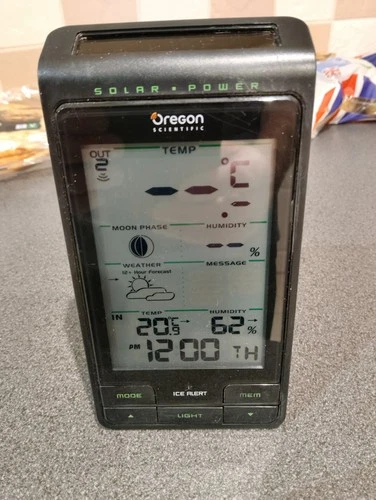 SOLAR • POWER
Oregon
SCIENTIFIC
TEMP
OUT
2
-- -.- °C
MOON PHASE HUMIDITY
-- %
WEATHER MESSAGE
12+ Hour Forecast
IN TEMP HUMIDITY
20.9 °C 62 %
PM 12 00 TH
MODE ICE ALERT MEM
LIGHT